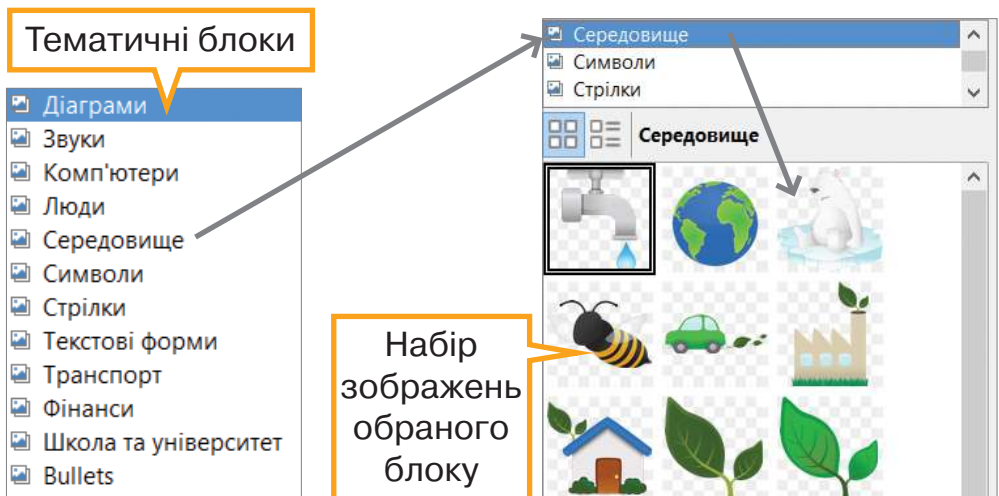 Тематичні блоки
Діаграми
Звуки
Комп'ютери
Люди
Середовище
Символи
Стрілки
Текстові форми
Транспорт
Фінанси
Школа та університет
Bullets
Середовище
Символи
Стрілки
Середовище
Набір
зображень
обраного
блоку